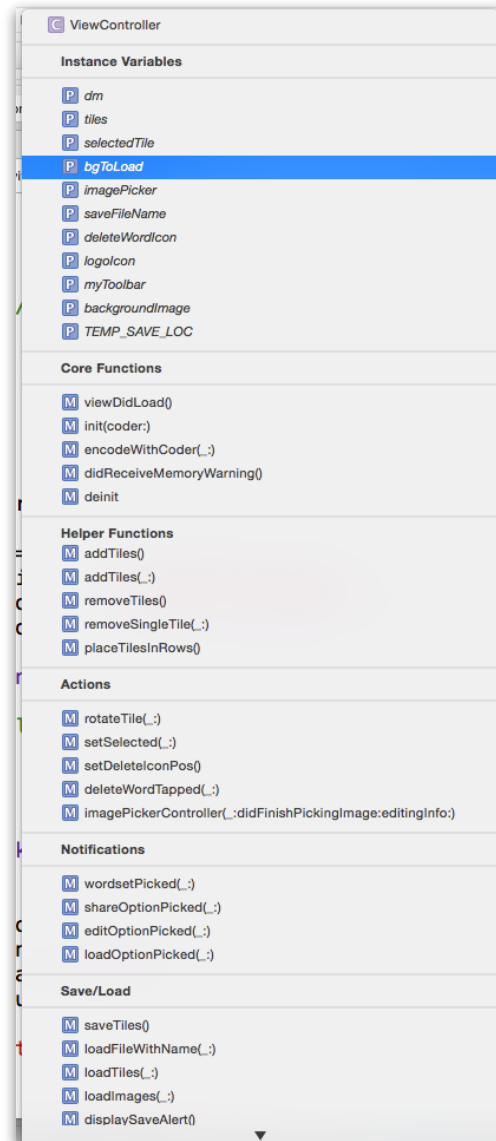 C ViewController
Instance Variables
P dm
P tiles
P selectedTile
P bgToLoad
P imagePicker
P saveFileName
P deleteWordIcon
P logoIcon
P myToolbar
P backgroundImage
P TEMP_SAVE_LOC
Core Functions
M viewDidLoad()
M init(coder:)
M encodeWithCoder(_:)
M didReceiveMemoryWarning()
M deinit
Helper Functions
M addTiles()
M addTiles(_:)
M removeTiles()
M removeSingleTile(_:)
M placeTilesInRows()
Actions
M rotateTile(_:)
M setSelected(_:)
M setDeleteIconPos()
M deleteWordTapped(_:)
M imagePickerController(_:didFinishPickingImage:editingInfo:)
Notifications
M wordsetPicked(_:)
M shareOptionPicked(_:)
M editOptionPicked(_:)
M loadOptionPicked(_:)
Save/Load
M saveTiles()
M loadFileWithName(_:)
M loadTiles(_:)
M loadImages(_:)
M displaySaveAlert()